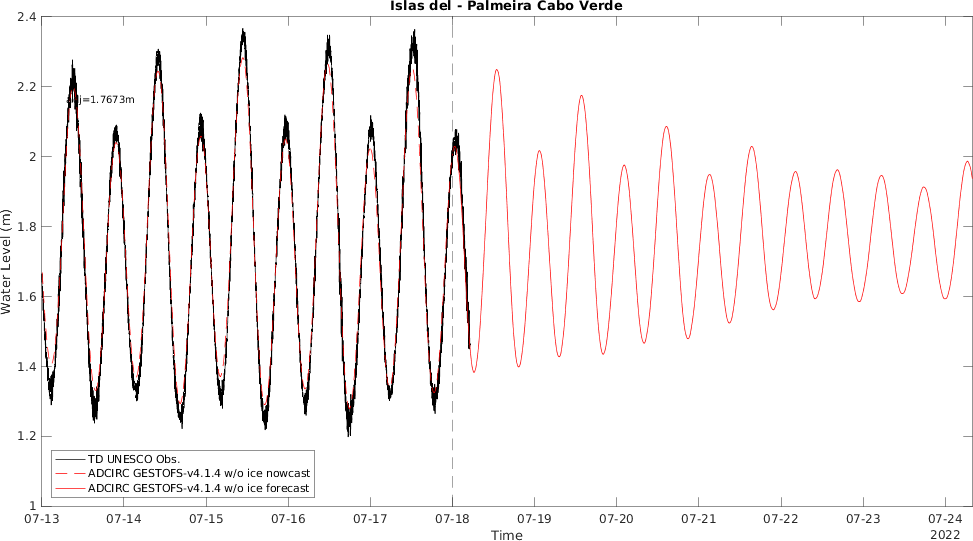 Islas del - Palmeira Cabo Verde
2.4
2.2
2
1.8
1.6
1.4
1.2
1
Water Level (m)
=1.7673m
TD UNESCO Obs.
ADCIRC GESTOFS-v4.1.4 w/o ice nowcast
ADCIRC GESTOFS-v4.1.4 w/o ice forecast
07-13 07-14 07-15 07-16 07-17 07-18 07-19 07-20 07-21 07-22 07-23 07-24
Time
2022